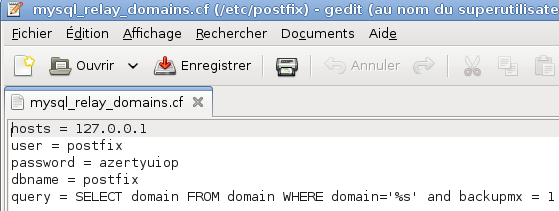 mysql_relay_domains.cf (/etc/postfix) - gedit (au nom du superutilisate
Fichier Édition Affichage Rechercher Documents Aide
Ouvrir Enregistrer Annuler
mysql_relay_domains.cf
hosts = 127.0.0.1
user = postfix
password = azertyuiop
dbname = postfix
query = SELECT domain FROM domain WHERE domain='%s' and backupmx = 1